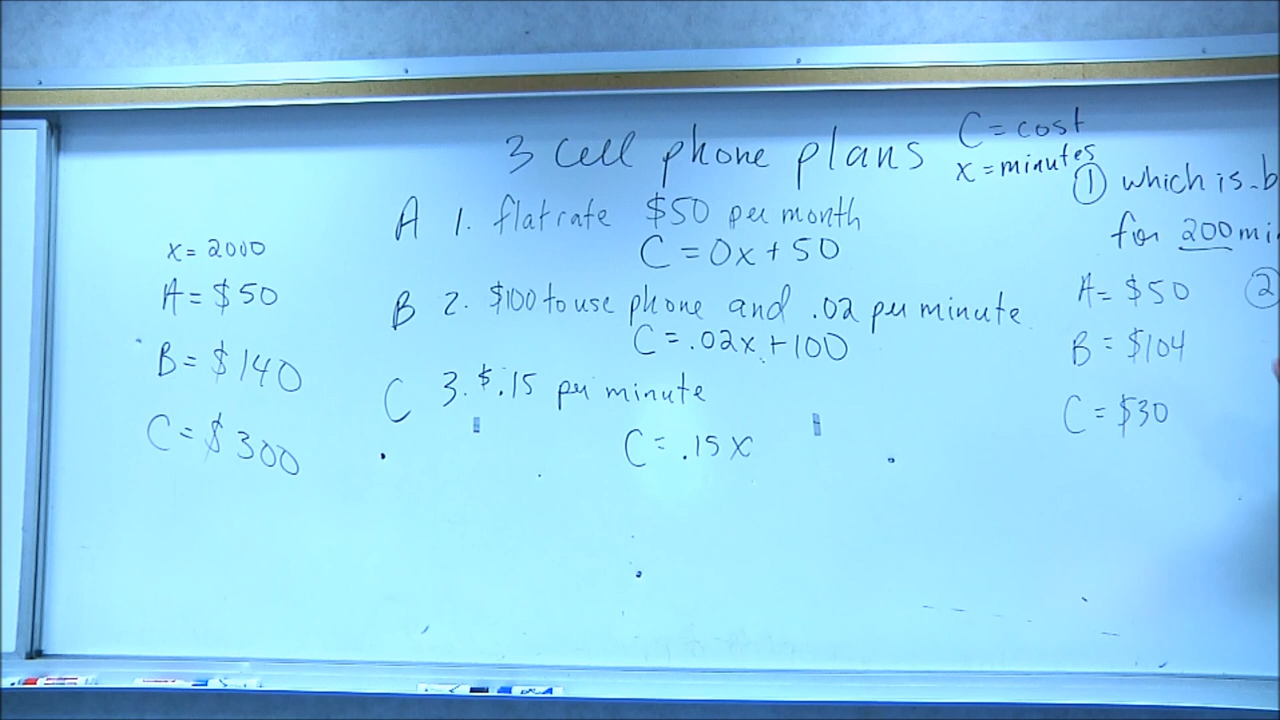 3 cell phone plans
C = cost
x = minutes
① which is
for 200
A 1. flat rate $50 per month
C = 0x + 50
B 2. $100 to use phone and .02 per minute
C = .02x + 100
C 3. $.15 per minute
C = .15x
x = 2000
A = $50
B = $140
C = $300
A = $50
B = $104
C = $30
②